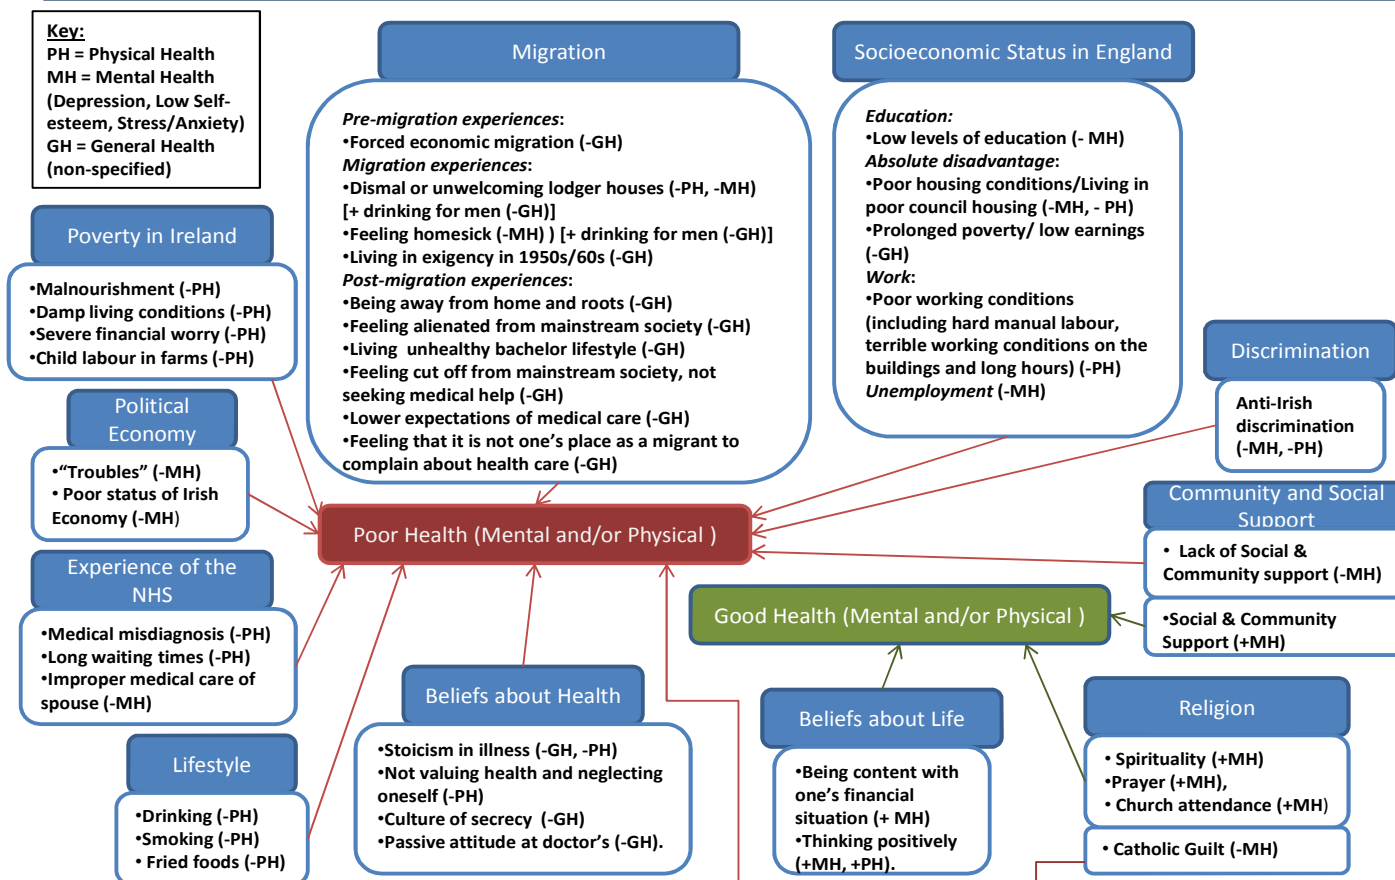 Key:
PH = Physical Health
MH = Mental Health
(Depression, Low Self-
esteem, Stress/Anxiety)
GH = General Health
(non-specified)
Migration
Pre-migration experiences:
•Forced economic migration (-GH)
Migration experiences:
•Dismal or unwelcoming lodger houses (-PH, -MH)
[+ drinking for men (-GH)]
•Feeling homesick (-MH) ) [+ drinking for men (-GH)]
•Living in exigency in 1950s/60s (-GH)
Post-migration experiences:
•Being away from home and roots (-GH)
•Feeling alienated from mainstream society (-GH)
•Living  unhealthy bachelor lifestyle (-GH)
•Feeling cut off from mainstream society, not
seeking medical help (-GH)
•Lower expectations of medical care (-GH)
•Feeling that it is not one's place as a migrant to
complain about health care (-GH)
Socioeconomic Status in England
Education:
•Low levels of education (- MH)
Absolute disadvantage:
•Poor housing conditions/Living in
poor council housing (-MH, - PH)
•Prolonged poverty/ low earnings
(-GH)
Work:
•Poor working conditions
(including hard manual labour,
terrible working conditions on the
buildings and long hours) (-PH)
Unemployment (-MH)
Poverty in Ireland
•Malnourishment (-PH)
•Damp living conditions (-PH)
•Severe financial worry (-PH)
•Child labour in farms (-PH)
Discrimination
Anti-Irish
discrimination
(-MH, -PH)
Political
Economy
•"Troubles" (-MH)
• Poor status of Irish
Economy (-MH)
Poor Health (Mental and/or Physical )
Community and Social
Support
• Lack of Social &
Community support (-MH)
•Social & Community
Support (+MH)
Experience of the
NHS
•Medical misdiagnosis (-PH)
•Long waiting times (-PH)
•Improper medical care of
spouse (-MH)
Good Health (Mental and/or Physical )
Beliefs about Health
•Stoicism in illness (-GH, -PH)
•Not valuing health and neglecting
oneself (-PH)
•Culture of secrecy  (-GH)
•Passive attitude at doctor's (-GH).
Beliefs about Life
•Being content with
one's financial
situation (+ MH)
•Thinking positively
(+MH, +PH).
Religion
• Spirituality (+MH)
•Prayer (+MH),
• Church attendance (+MH)
• Catholic Guilt (-MH)
Lifestyle
•Drinking (-PH)
•Smoking (-PH)
• Fried foods (-PH)